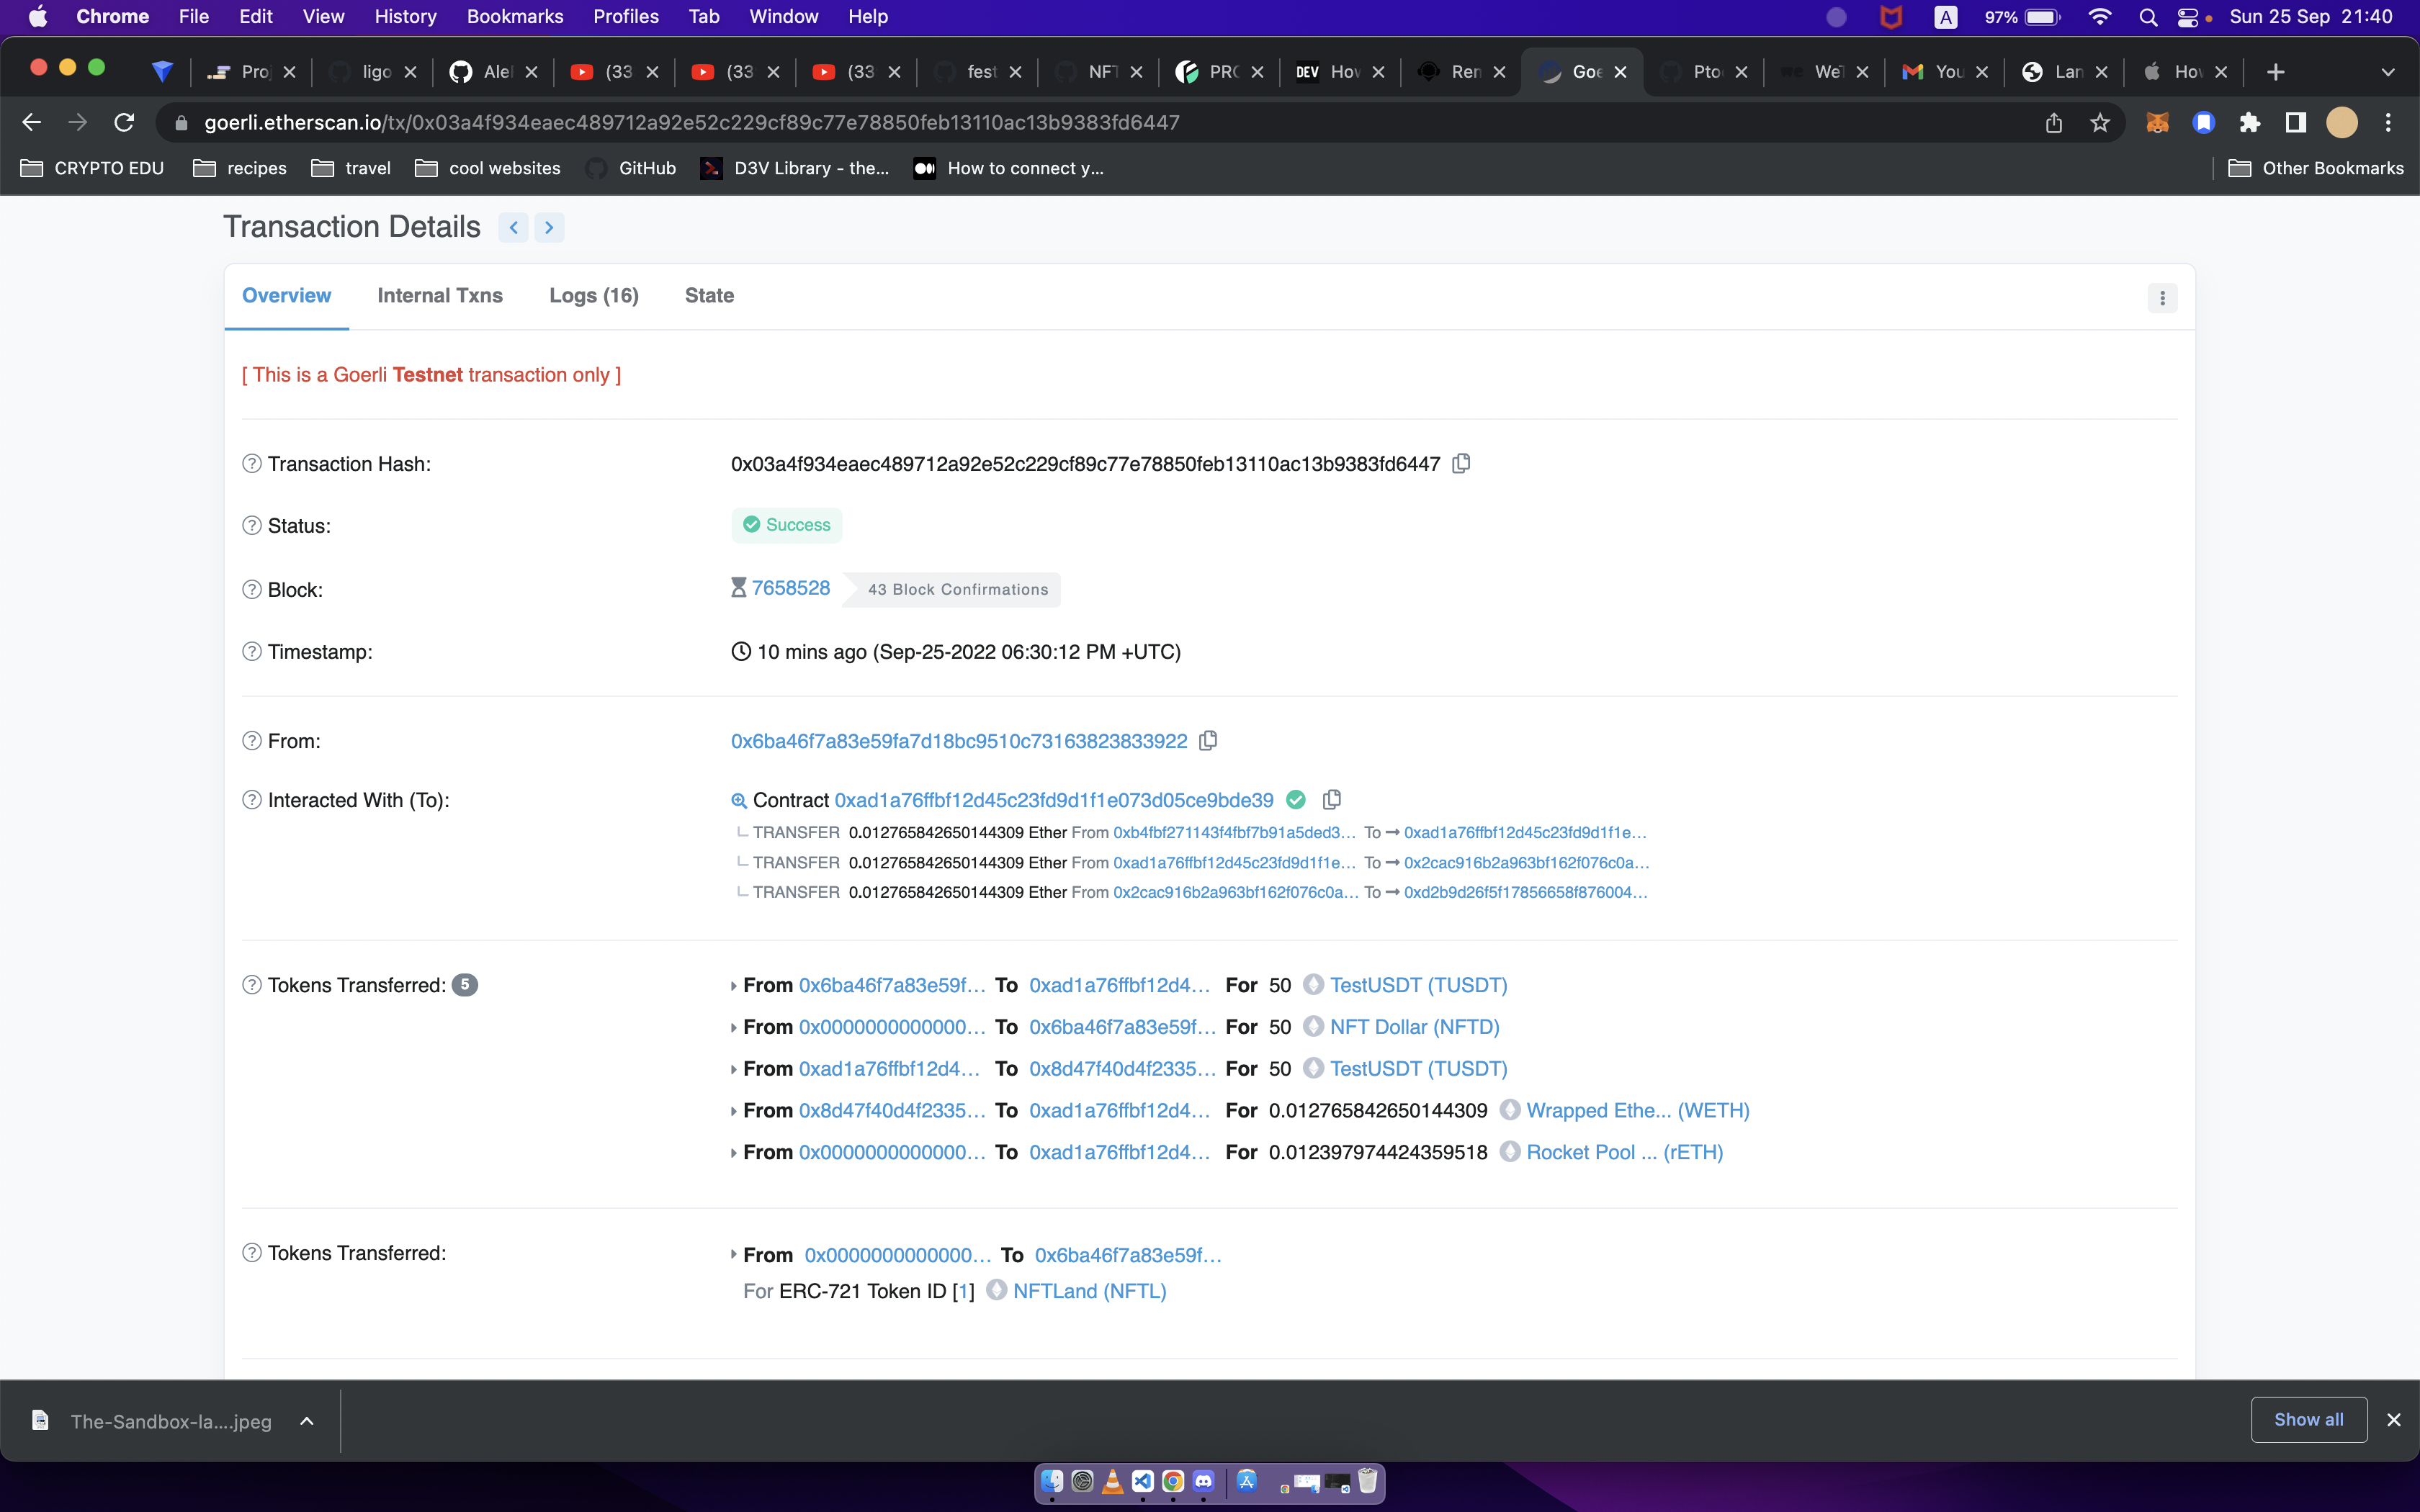 Chrome File Edit View History Bookmarks Profiles Tab Window Help A 97% Sun 25 Sep 21:40
Pro ligo Ale (33 (33 (33 fest NFT PRO DEV How Rem Goe Pto WeT You Lan How
goerli.etherscan.io/tx/0x03a4f934eaec489712a92e52c229cf89c77e78850feb13110ac13b9383fd6447
CRYPTO EDU recipes travel cool websites GitHub D3V Library - the... How to connect y... Other Bookmarks
Transaction Details
Overview Internal Txns Logs (16) State
[ This is a Goerli Testnet transaction only ]
Transaction Hash: 0x03a4f934eaec489712a92e52c229cf89c77e78850feb13110ac13b9383fd6447
Status: Success
Block: 7658528 43 Block Confirmations
Timestamp: 10 mins ago (Sep-25-2022 06:30:12 PM +UTC)
From: 0x6ba46f7a83e59fa7d18bc9510c73163823833922
Interacted With (To): Contract 0xad1a76ffbf12d45c23fd9d1f1e073d05ce9bde39
TRANSFER 0.012765842650144309 Ether From 0xb4fbf271143f4fbf7b91a5ded3... To → 0xad1a76ffbf12d45c23fd9d1f1e...
TRANSFER 0.012765842650144309 Ether From 0xad1a76ffbf12d45c23fd9d1f1e... To → 0x2cac916b2a963bf162f076c0a...
TRANSFER 0.012765842650144309 Ether From 0x2cac916b2a963bf162f076c0a... To → 0xd2b9d26f5f17856658f876004...
Tokens Transferred: 5 From 0x6ba46f7a83e59f... To 0xad1a76ffbf12d4... For 50 TestUSDT (TUSDT)
From 0x0000000000000... To 0x6ba46f7a83e59f... For 50 NFT Dollar (NFTD)
From 0xad1a76ffbf12d4... To 0x8d47f40d4f2335... For 50 TestUSDT (TUSDT)
From 0x8d47f40d4f2335... To 0xad1a76ffbf12d4... For 0.012765842650144309 Wrapped Ethe... (WETH)
From 0x0000000000000... To 0xad1a76ffbf12d4... For 0.012397974424359518 Rocket Pool ... (rETH)
Tokens Transferred: From 0x0000000000000... To 0x6ba46f7a83e59f...
For ERC-721 Token ID [1] NFTLand (NFTL)
The-Sandbox-la....jpeg Show all